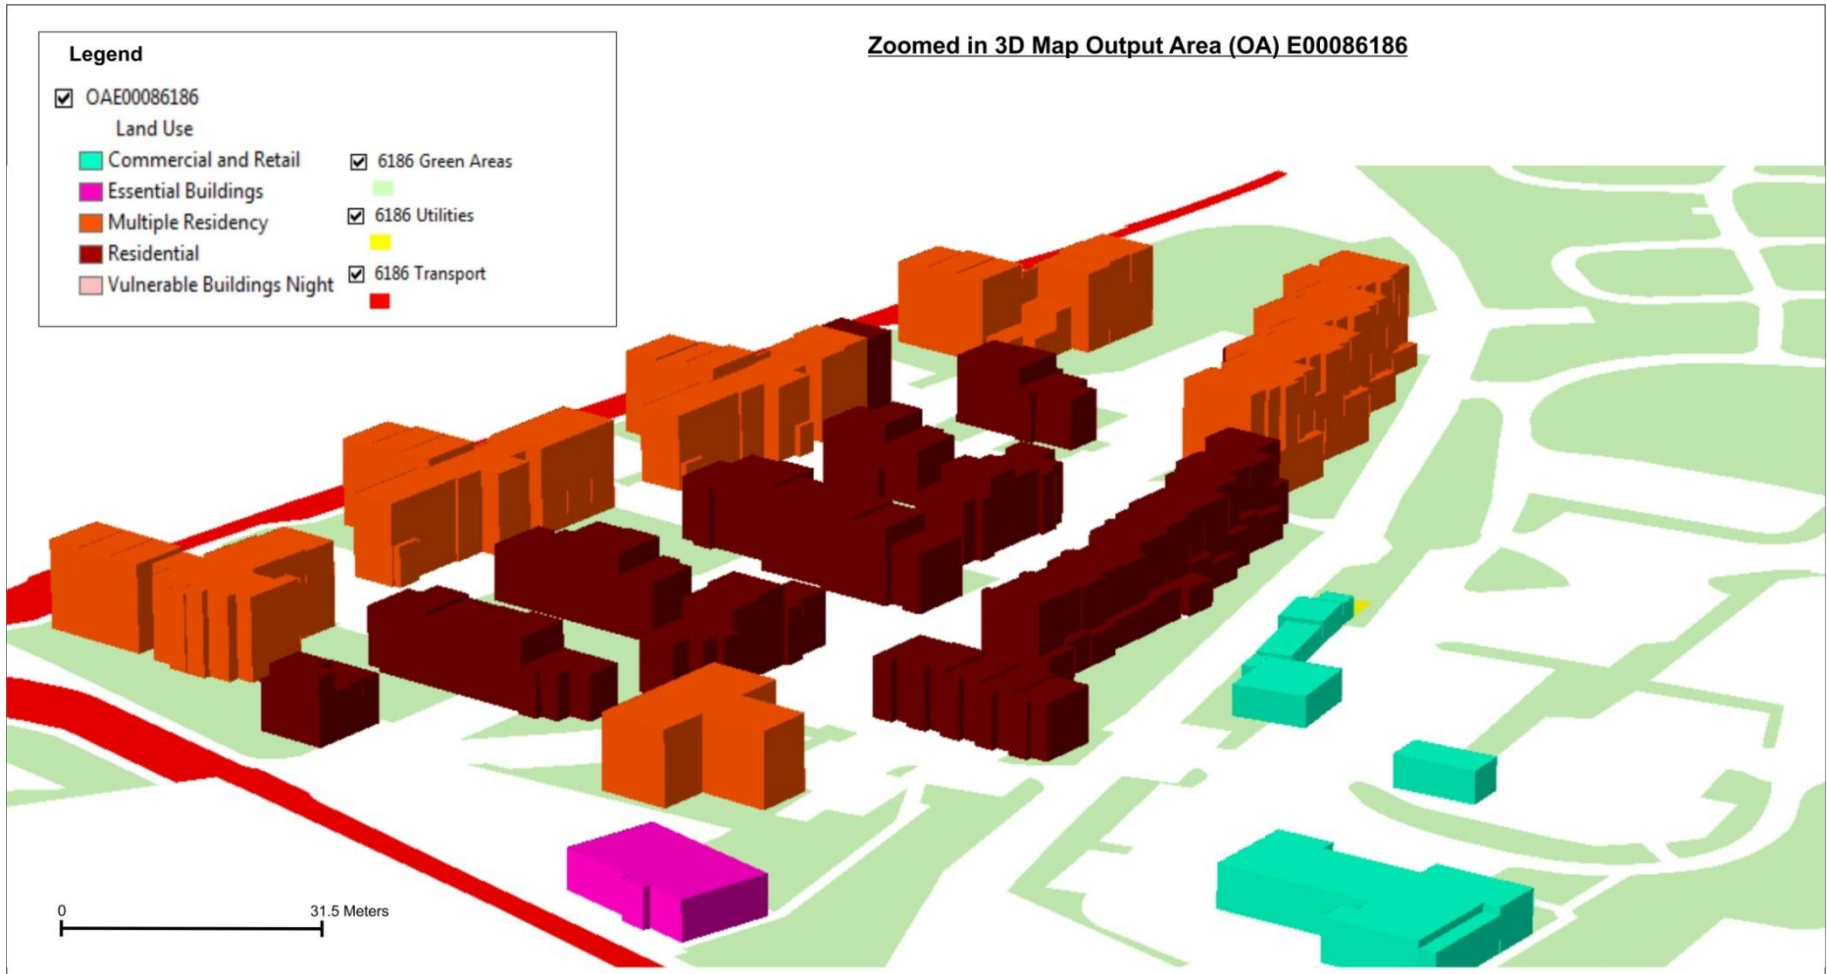 Zoomed in 3D Map Output Area (OA) E00086186
Legend
OAE00086186
Land Use
Commercial and Retail
Essential Buildings
Multiple Residency
Residential
Vulnerable Buildings Night
6186 Green Areas
6186 Utilities
6186 Transport
0 31.5 Meters